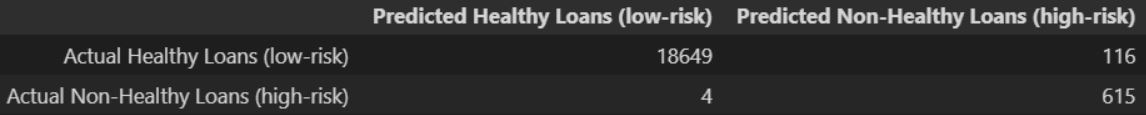 Predicted Healthy Loans (low-risk) Predicted Non-Healthy Loans (high-risk)
Actual Healthy Loans (low-risk) 18649 116
Actual Non-Healthy Loans (high-risk) 4 615